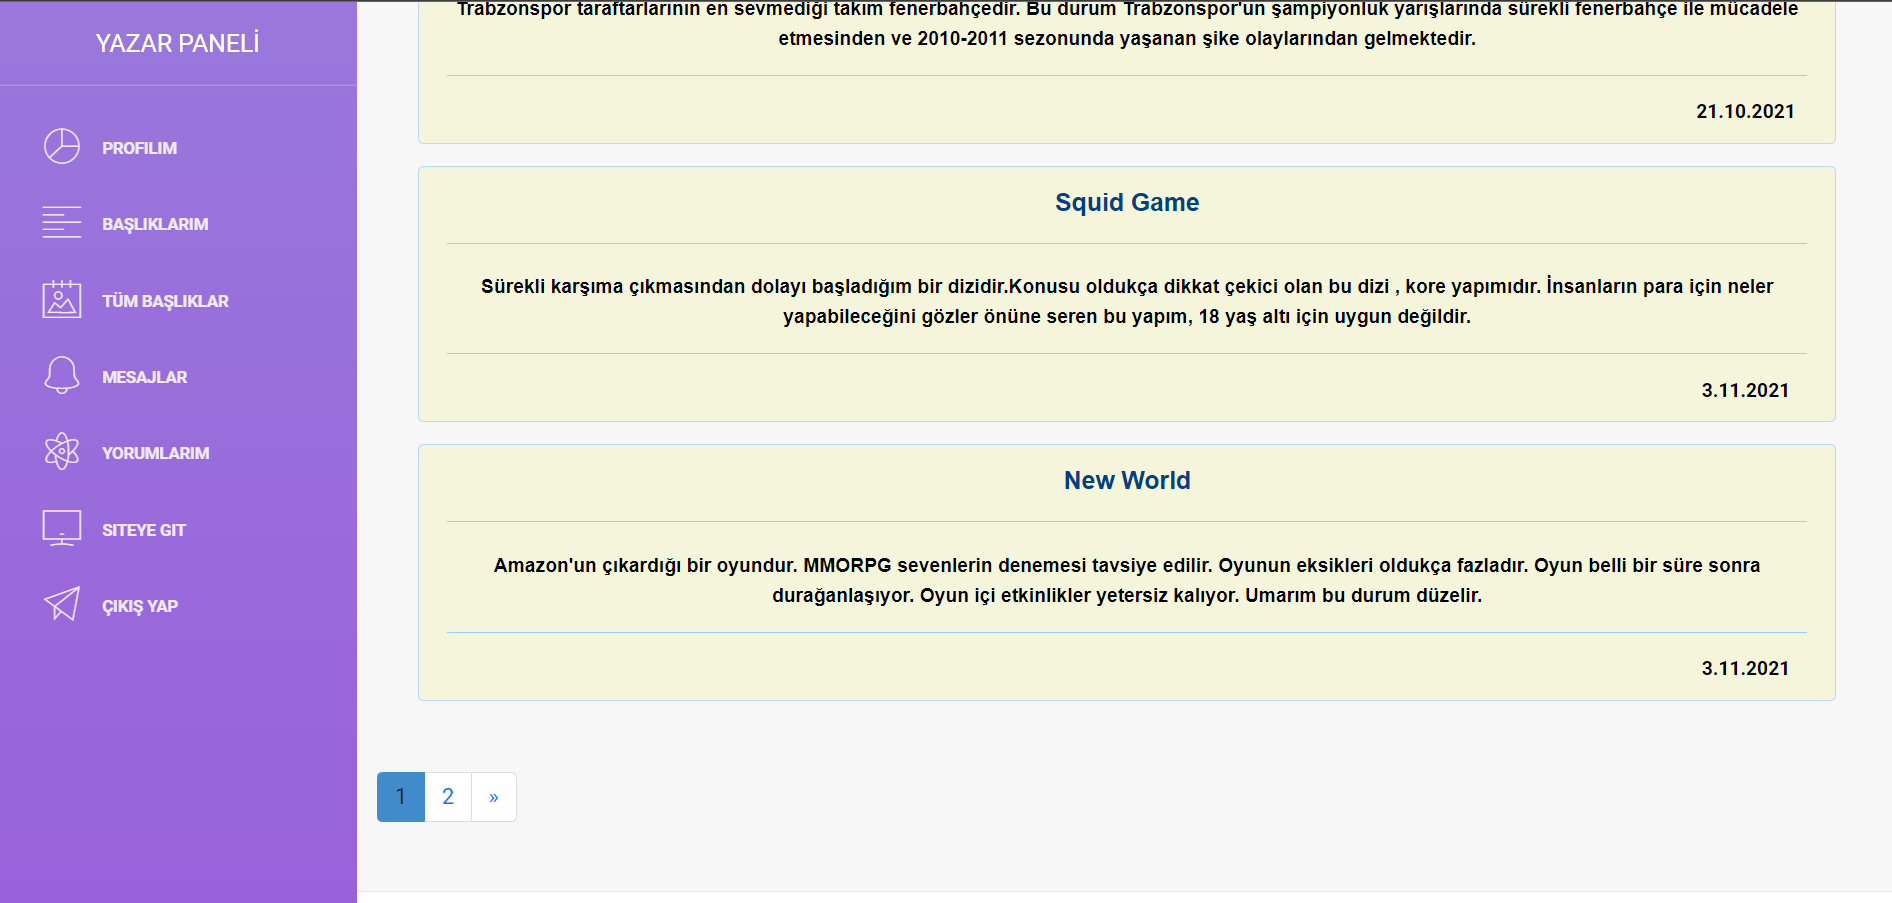 YAZAR PANELİ
PROFILIM
BAŞLIKLARIM
TÜM BAŞLIKLAR
MESAJLAR
YORUMLARIM
SITEYE GIT
ÇIKIŞ YAP
Trabzonspor taraftarlarının en sevmediği takım fenerbahçedir. Bu durum Trabzonspor'un şampiyonluk yarışlarında sürekli fenerbahçe ile mücadele
etmesinden ve 2010-2011 sezonunda yaşanan şike olaylarından gelmektedir.
21.10.2021
Squid Game
Sürekli karşıma çıkmasından dolayı başladığım bir dizidir.Konusu oldukça dikkat çekici olan bu dizi , kore yapımıdır. İnsanların para için neler
yapabileceğini gözler önüne seren bu yapım, 18 yaş altı için uygun değildir.
3.11.2021
New World
Amazon'un çıkardığı bir oyundur. MMORPG sevenlerin denemesi tavsiye edilir. Oyunun eksikleri oldukça fazladır. Oyun belli bir süre sonra
durağanlaşıyor. Oyun içi etkinlikler yetersiz kalıyor. Umarım bu durum düzelir.
3.11.2021
1 2 »